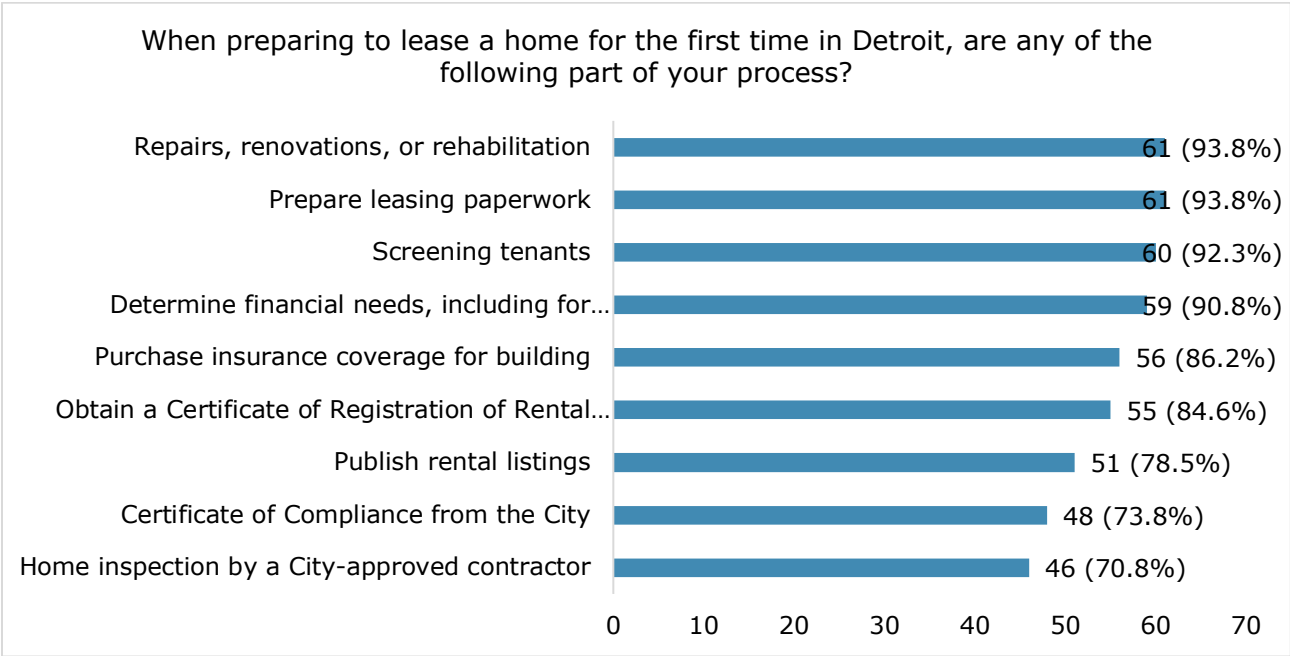 When preparing to lease a home for the first time in Detroit, are any of the
following part of your process?
Repairs, renovations, or rehabilitation 61 (93.8%)
Prepare leasing paperwork 61 (93.8%)
Screening tenants 60 (92.3%)
Determine financial needs, including for… 59 (90.8%)
Purchase insurance coverage for building 56 (86.2%)
Obtain a Certificate of Registration of Rental… 55 (84.6%)
Publish rental listings 51 (78.5%)
Certificate of Compliance from the City 48 (73.8%)
Home inspection by a City-approved contractor 46 (70.8%)
0 10 20 30 40 50 60 70